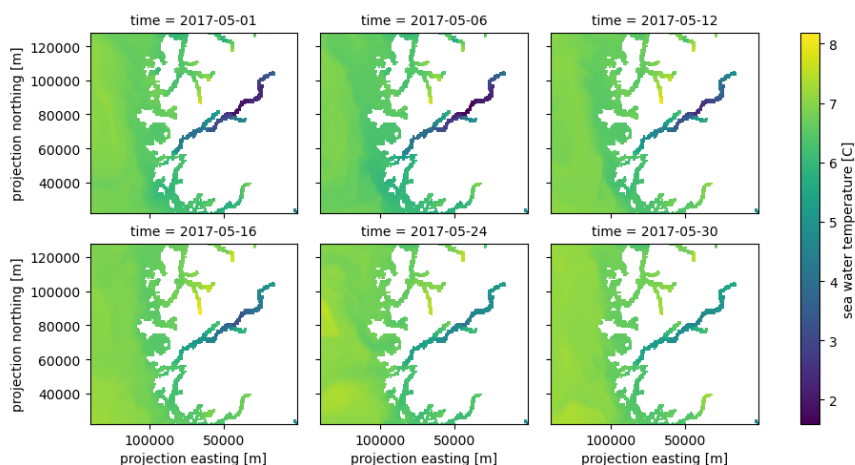 time = 2017-05-01
time = 2017-05-06
time = 2017-05-12
projection northing [m]
120000
100000
80000
60000
40000
time = 2017-05-16
time = 2017-05-24
time = 2017-05-30
projection northing [m]
120000
100000
80000
60000
40000
100000 50000
100000 50000
100000 50000
projection easting [m]
projection easting [m]
projection easting [m]
8
7
6
5
4
3
2
sea water temperature [C]